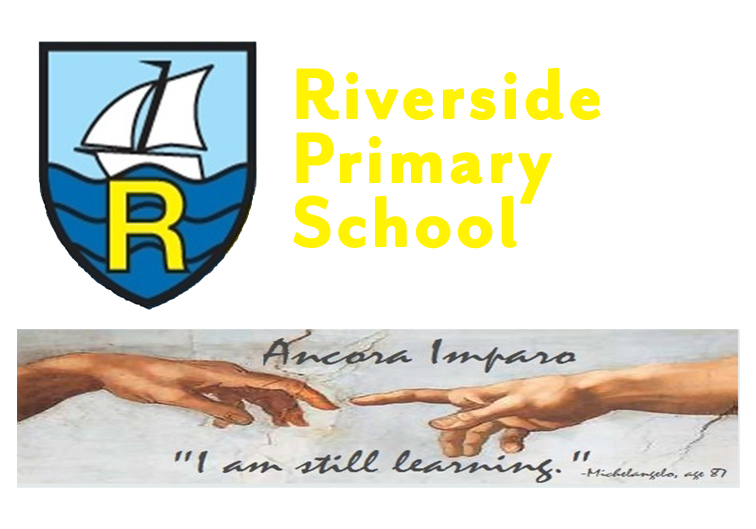 R
Riverside
Primary
School
Ancora Imparo
"I am still learning."
-Michelangelo, age 87